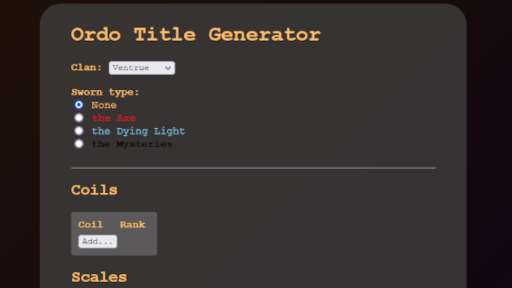 Ordo Title Generator
Clan: Ventrue
Sworn type:
None
the Axe
the Dying Light
the Mysteries
Coils
Coil Rank
Add...
Scales